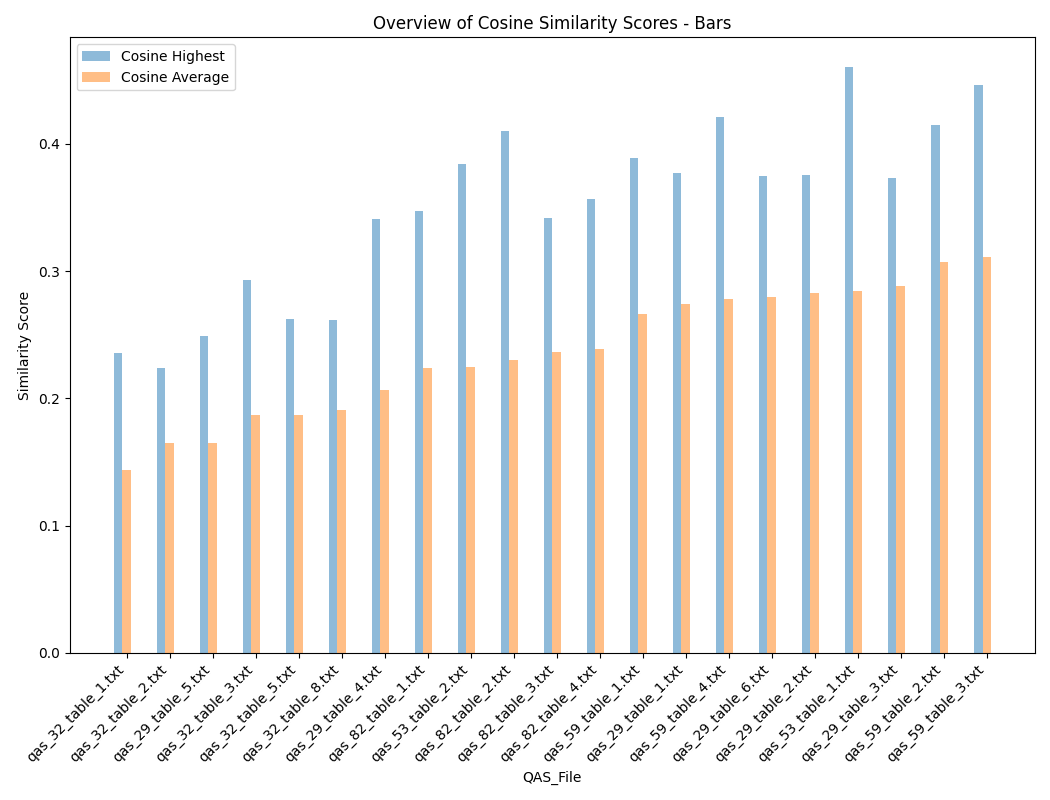 Overview of Cosine Similarity Scores - Bars
Cosine Highest
Cosine Average
Similarity Score
0.4
0.3
0.2
0.1
0.0
qas_32_table_1.txt
qas_32_table_2.txt
qas_29_table_5.txt
qas_32_table_3.txt
qas_32_table_5.txt
qas_32_table_8.txt
qas_29_table_4.txt
qas_82_table_1.txt
qas_53_table_2.txt
qas_82_table_2.txt
qas_82_table_3.txt
qas_82_table_4.txt
qas_59_table_1.txt
qas_29_table_1.txt
qas_59_table_4.txt
qas_29_table_6.txt
qas_29_table_2.txt
qas_53_table_1.txt
qas_29_table_3.txt
qas_59_table_2.txt
qas_59_table_3.txt
QAS_File